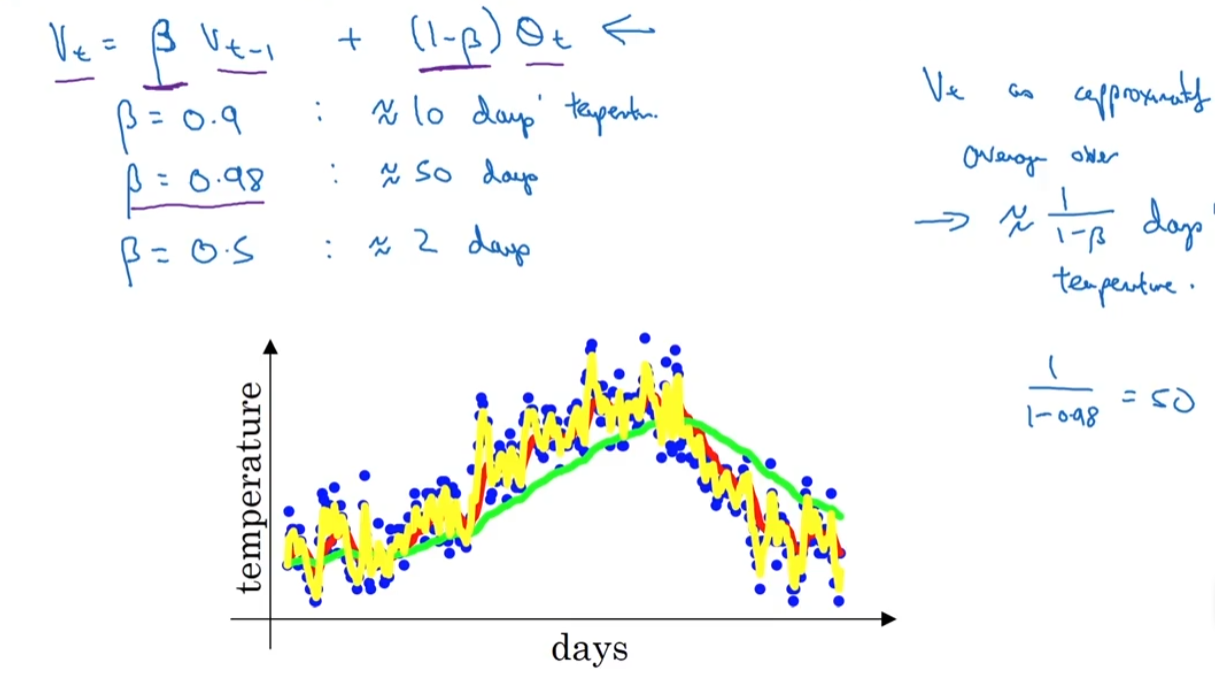 Vₜ = β Vₜ₋₁ + (1-β) θₜ ←
β = 0.9 : ≈ 10 days' temperatur.
β = 0.98 : ≈ 50 days
β = 0.5 : ≈ 2 days
Vₜ as approximately
average over
→ ≈ 1/(1-β) days'
temperature.
1/(1-0.98) = 50
temperature
days